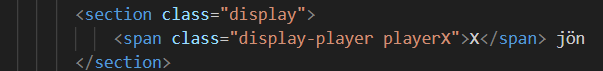 <section class="display">
<span class="display-player playerX">X</span> jön
</section>